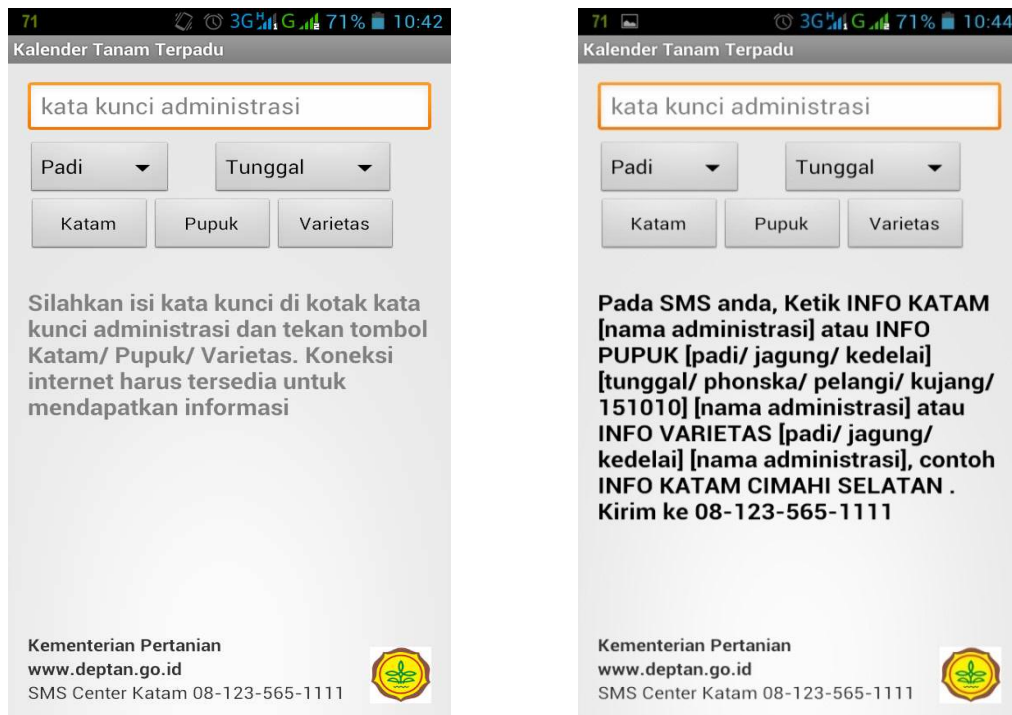 71 3G H G 71% 10:42
Kalender Tanam Terpadu
kata kunci administrasi
Padi Tunggal
Katam Pupuk Varietas
Silahkan isi kata kunci di kotak kata
kunci administrasi dan tekan tombol
Katam/ Pupuk/ Varietas. Koneksi
internet harus tersedia untuk
mendapatkan informasi
Kementerian Pertanian
www.deptan.go.id
SMS Center Katam 08-123-565-1111
71 3G H G 71% 10:44
Kalender Tanam Terpadu
kata kunci administrasi
Padi Tunggal
Katam Pupuk Varietas
Pada SMS anda, Ketik INFO KATAM
[nama administrasi] atau INFO
PUPUK [padi/ jagung/ kedelai]
[tunggal/ phonska/ pelangi/ kujang/
151010] [nama administrasi] atau
INFO VARIETAS [padi/ jagung/
kedelai] [nama administrasi], contoh
INFO KATAM CIMAHI SELATAN .
Kirim ke 08-123-565-1111
Kementerian Pertanian
www.deptan.go.id
SMS Center Katam 08-123-565-1111